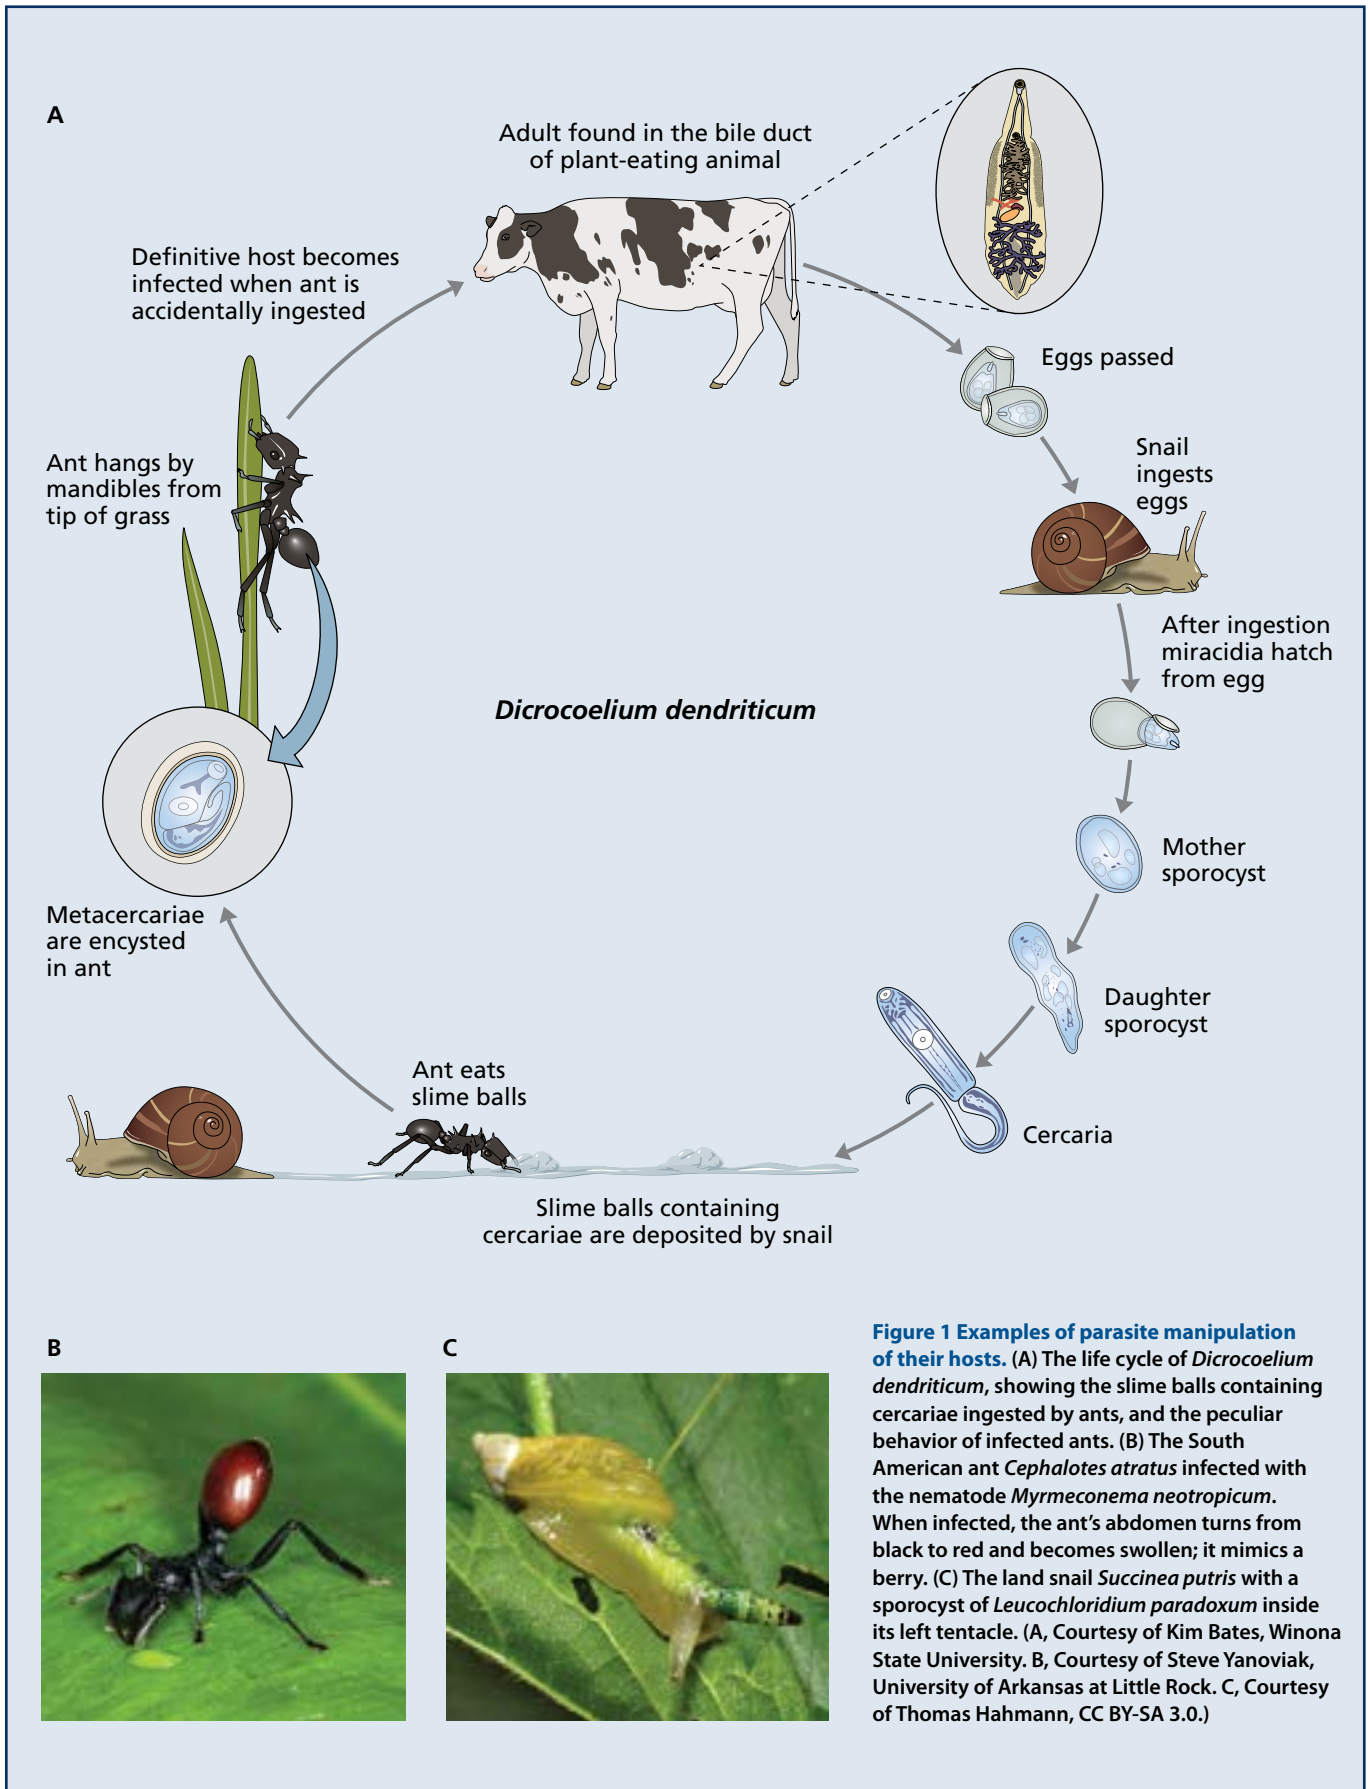 A
Adult found in the bile duct
of plant-eating animal
Definitive host becomes
infected when ant is
accidentally ingested
Eggs passed
Snail
ingests
eggs
Ant hangs by
mandibles from
tip of grass
After ingestion
miracidia hatch
from egg
Dicrocoelium dendriticum
Mother
sporocyst
Metacercariae
are encysted
in ant
Daughter
sporocyst
Ant eats
slime balls
Cercaria
Slime balls containing
cercariae are deposited by snail
B
C
Figure 1 Examples of parasite manipulation
of their hosts. (A) The life cycle of Dicrocoelium
dendriticum, showing the slime balls containing
cercariae ingested by ants, and the peculiar
behavior of infected ants. (B) The South
American ant Cephalotes atratus infected with
the nematode Myrmeconema neotropicum.
When infected, the ant's abdomen turns from
black to red and becomes swollen; it mimics a
berry. (C) The land snail Succinea putris with a
sporocyst of Leucochloridium paradoxum inside
its left tentacle. (A, Courtesy of Kim Bates, Winona
State University. B, Courtesy of Steve Yanoviak,
University of Arkansas at Little Rock. C, Courtesy
of Thomas Hahmann, CC BY-SA 3.0.)